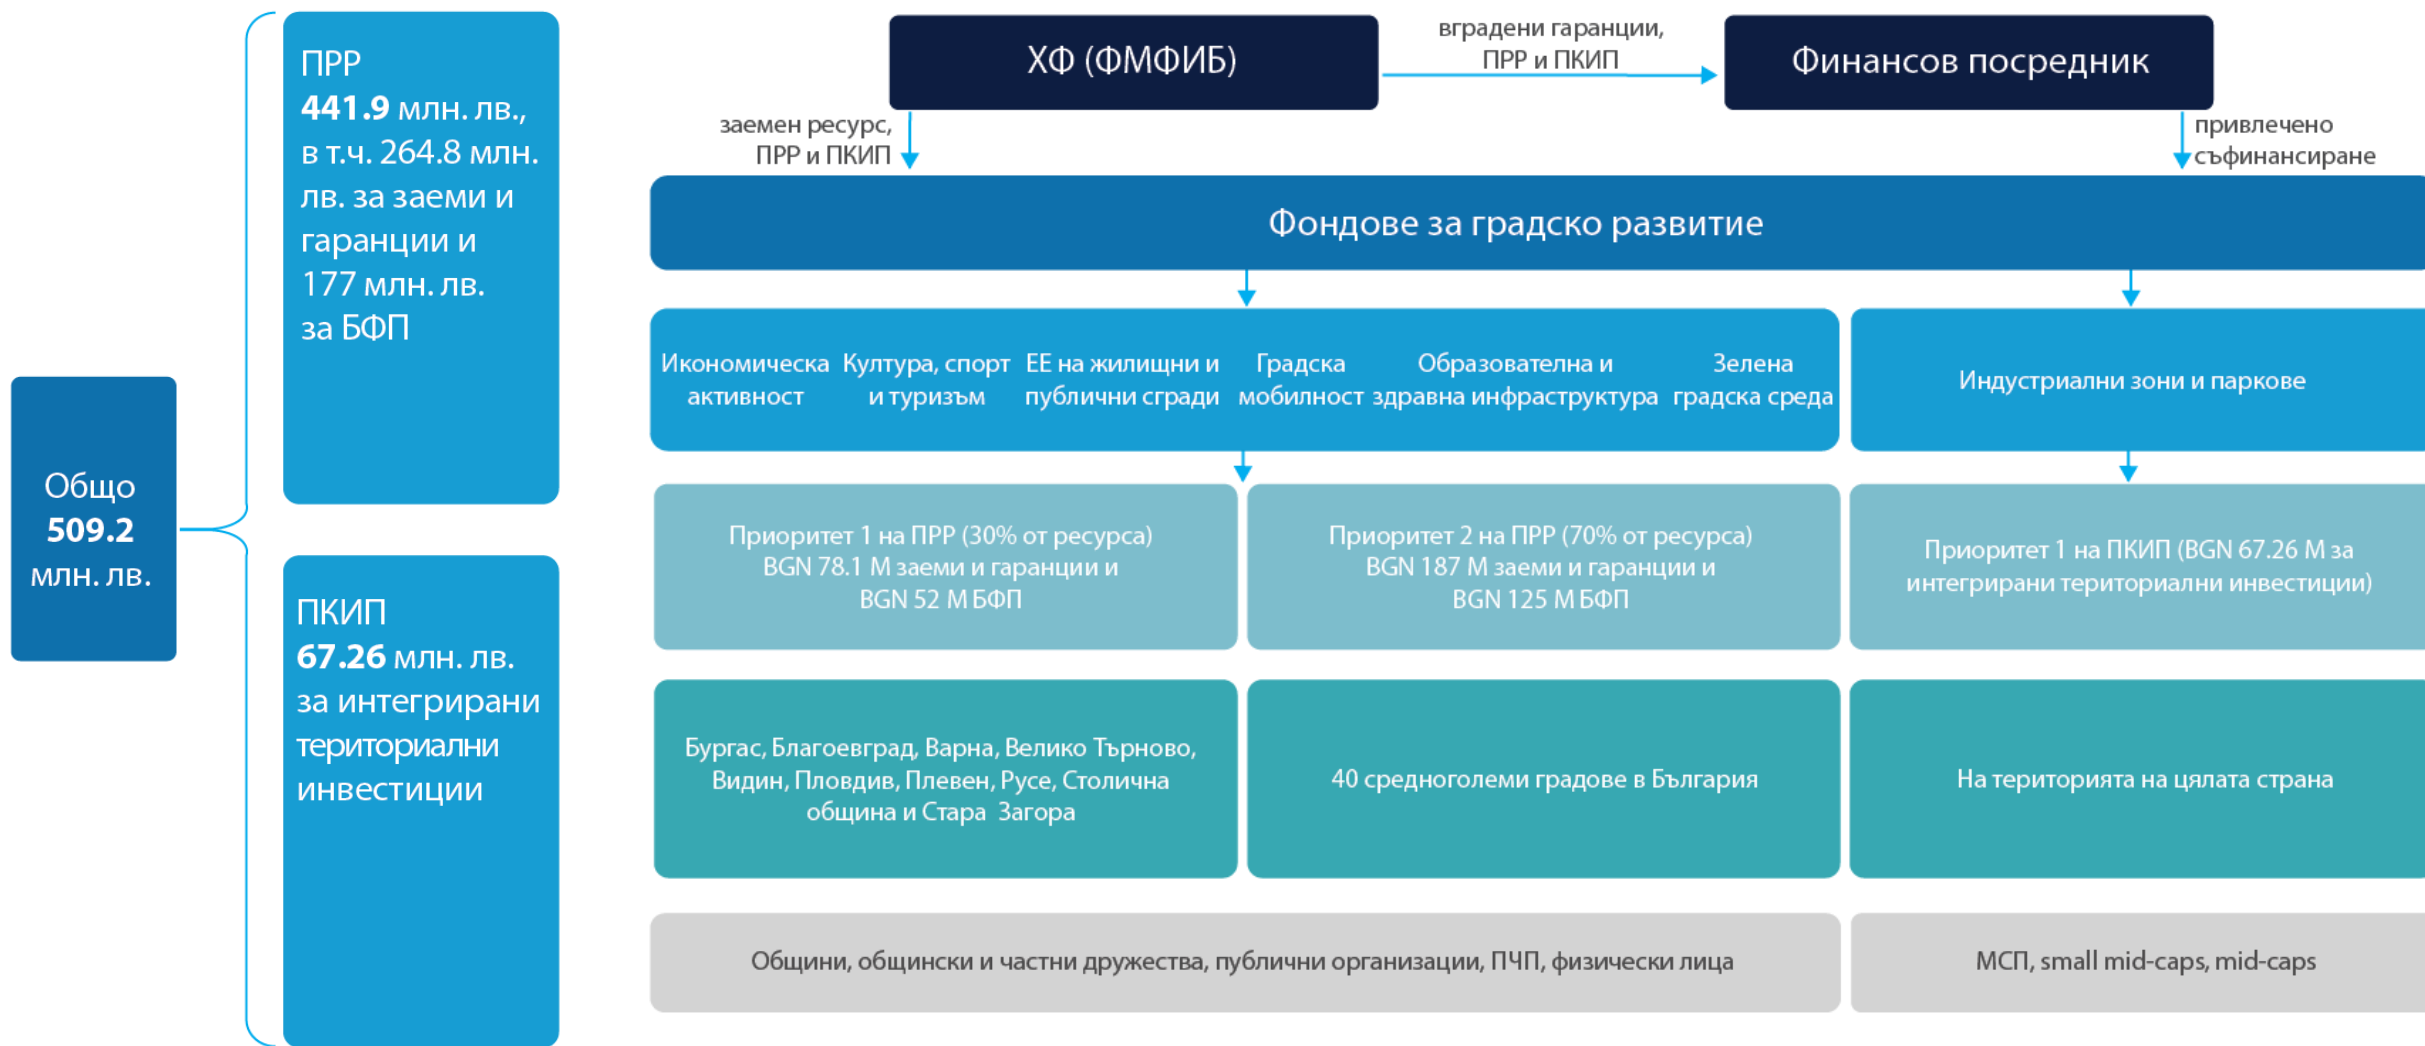 Общо
509.2
млн. лв.
ПРР
441.9 млн. лв.,
в т.ч. 264.8 млн.
лв. за заеми и
гаранции и
177 млн. лв.
за БФП
ПКИП
67.26 млн. лв.
за интегрирани
териториални
инвестиции
ХФ (ФМФИБ)
вградени гаранции,
ПРР и ПКИП
Финансов посредник
заемен ресурс,
ПРР и ПКИП
привлечено
съфинансиране
Фондове за градско развитие
Икономическа
активност
Култура, спорт
и туризъм
ЕЕ на жилищни и
публични сгради
Градска
мобилност
Образователна и
здравна инфраструктура
Зелена
градска среда
Индустриални зони и паркове
Приоритет 1 на ПРР (30% от ресурса)
BGN 78.1 М заеми и гаранции и
BGN 52 М БФП
Приоритет 2 на ПРР (70% от ресурса)
BGN 187 М заеми и гаранции и
BGN 125 М БФП
Приоритет 1 на ПКИП (BGN 67.26 М за
интегрирани териториални инвестиции)
Бургас, Благоевград, Варна, Велико Търново,
Видин, Пловдив, Плевен, Русе, Столична
община и Стара Загора
40 средноголеми градове в България
На територията на цялата страна
Общини, общински и частни дружества, публични организации, ПЧП, физически лица
МСП, small mid-caps, mid-caps